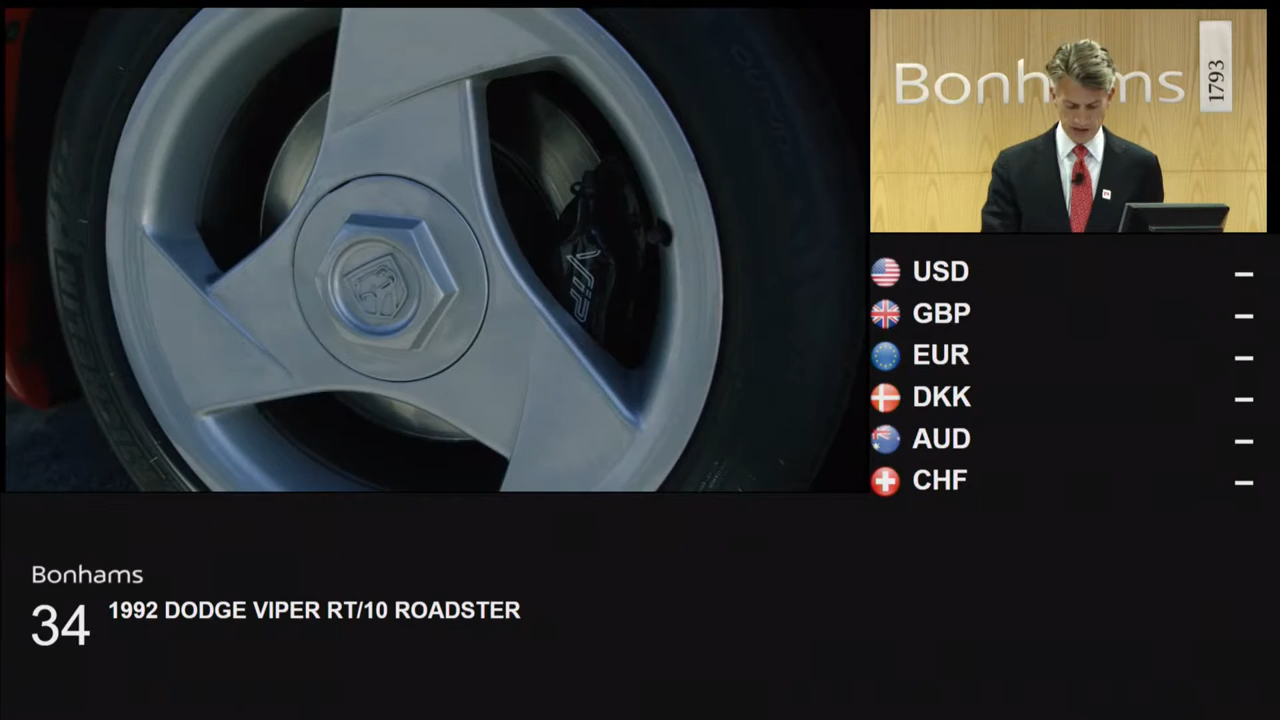 Bonhams
1793
USD –
GBP –
EUR –
DKK –
AUD –
CHF –
Bonhams
34 1992 DODGE VIPER RT/10 ROADSTER